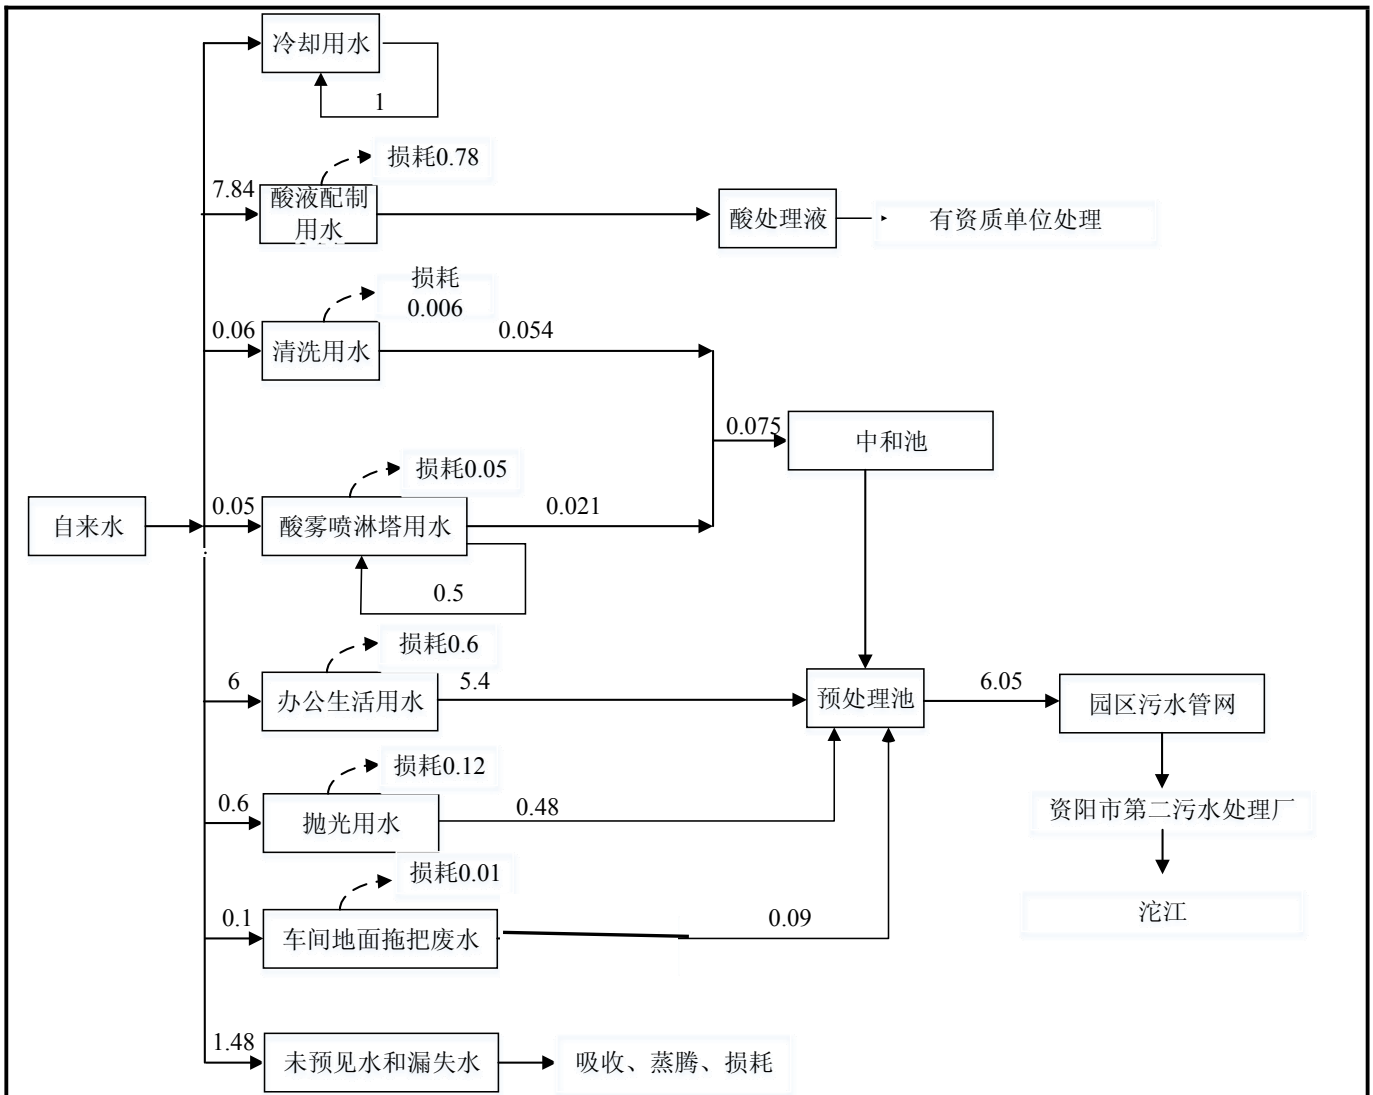 冷却用水
1
损耗0.78
7.84
酸液配制
用水
酸处理液
有资质单位处理
损耗
0.006
0.06
清洗用水
0.054
0.075
中和池
损耗0.05
自来水
0.05
酸雾喷淋塔用水
0.021
0.5
损耗0.6
6
办公生活用水
5.4
预处理池
6.05
园区污水管网
损耗0.12
0.6
抛光用水
0.48
资阳市第二污水处理厂
损耗0.01
0.1
车间地面拖把废水
0.09
沱江
1.48
未预见水和漏失水
吸收、蒸腾、损耗